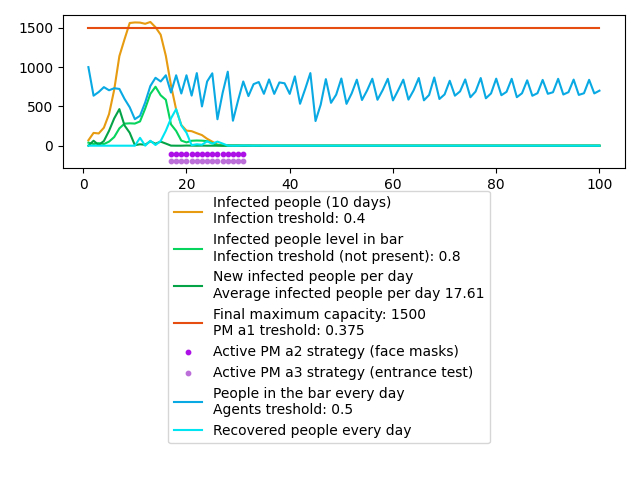 1500
1000
500
0
0
20
40
60
80
100
Infected people (10 days)
Infection treshold: 0.4
Infected people level in bar
Infection treshold (not present): 0.8
New infected people per day
Average infected people per day 17.61
Final maximum capacity: 1500
PM a1 treshold: 0.375
Active PM a2 strategy (face masks)
Active PM a3 strategy (entrance test)
People in the bar every day
Agents treshold: 0.5
Recovered people every day